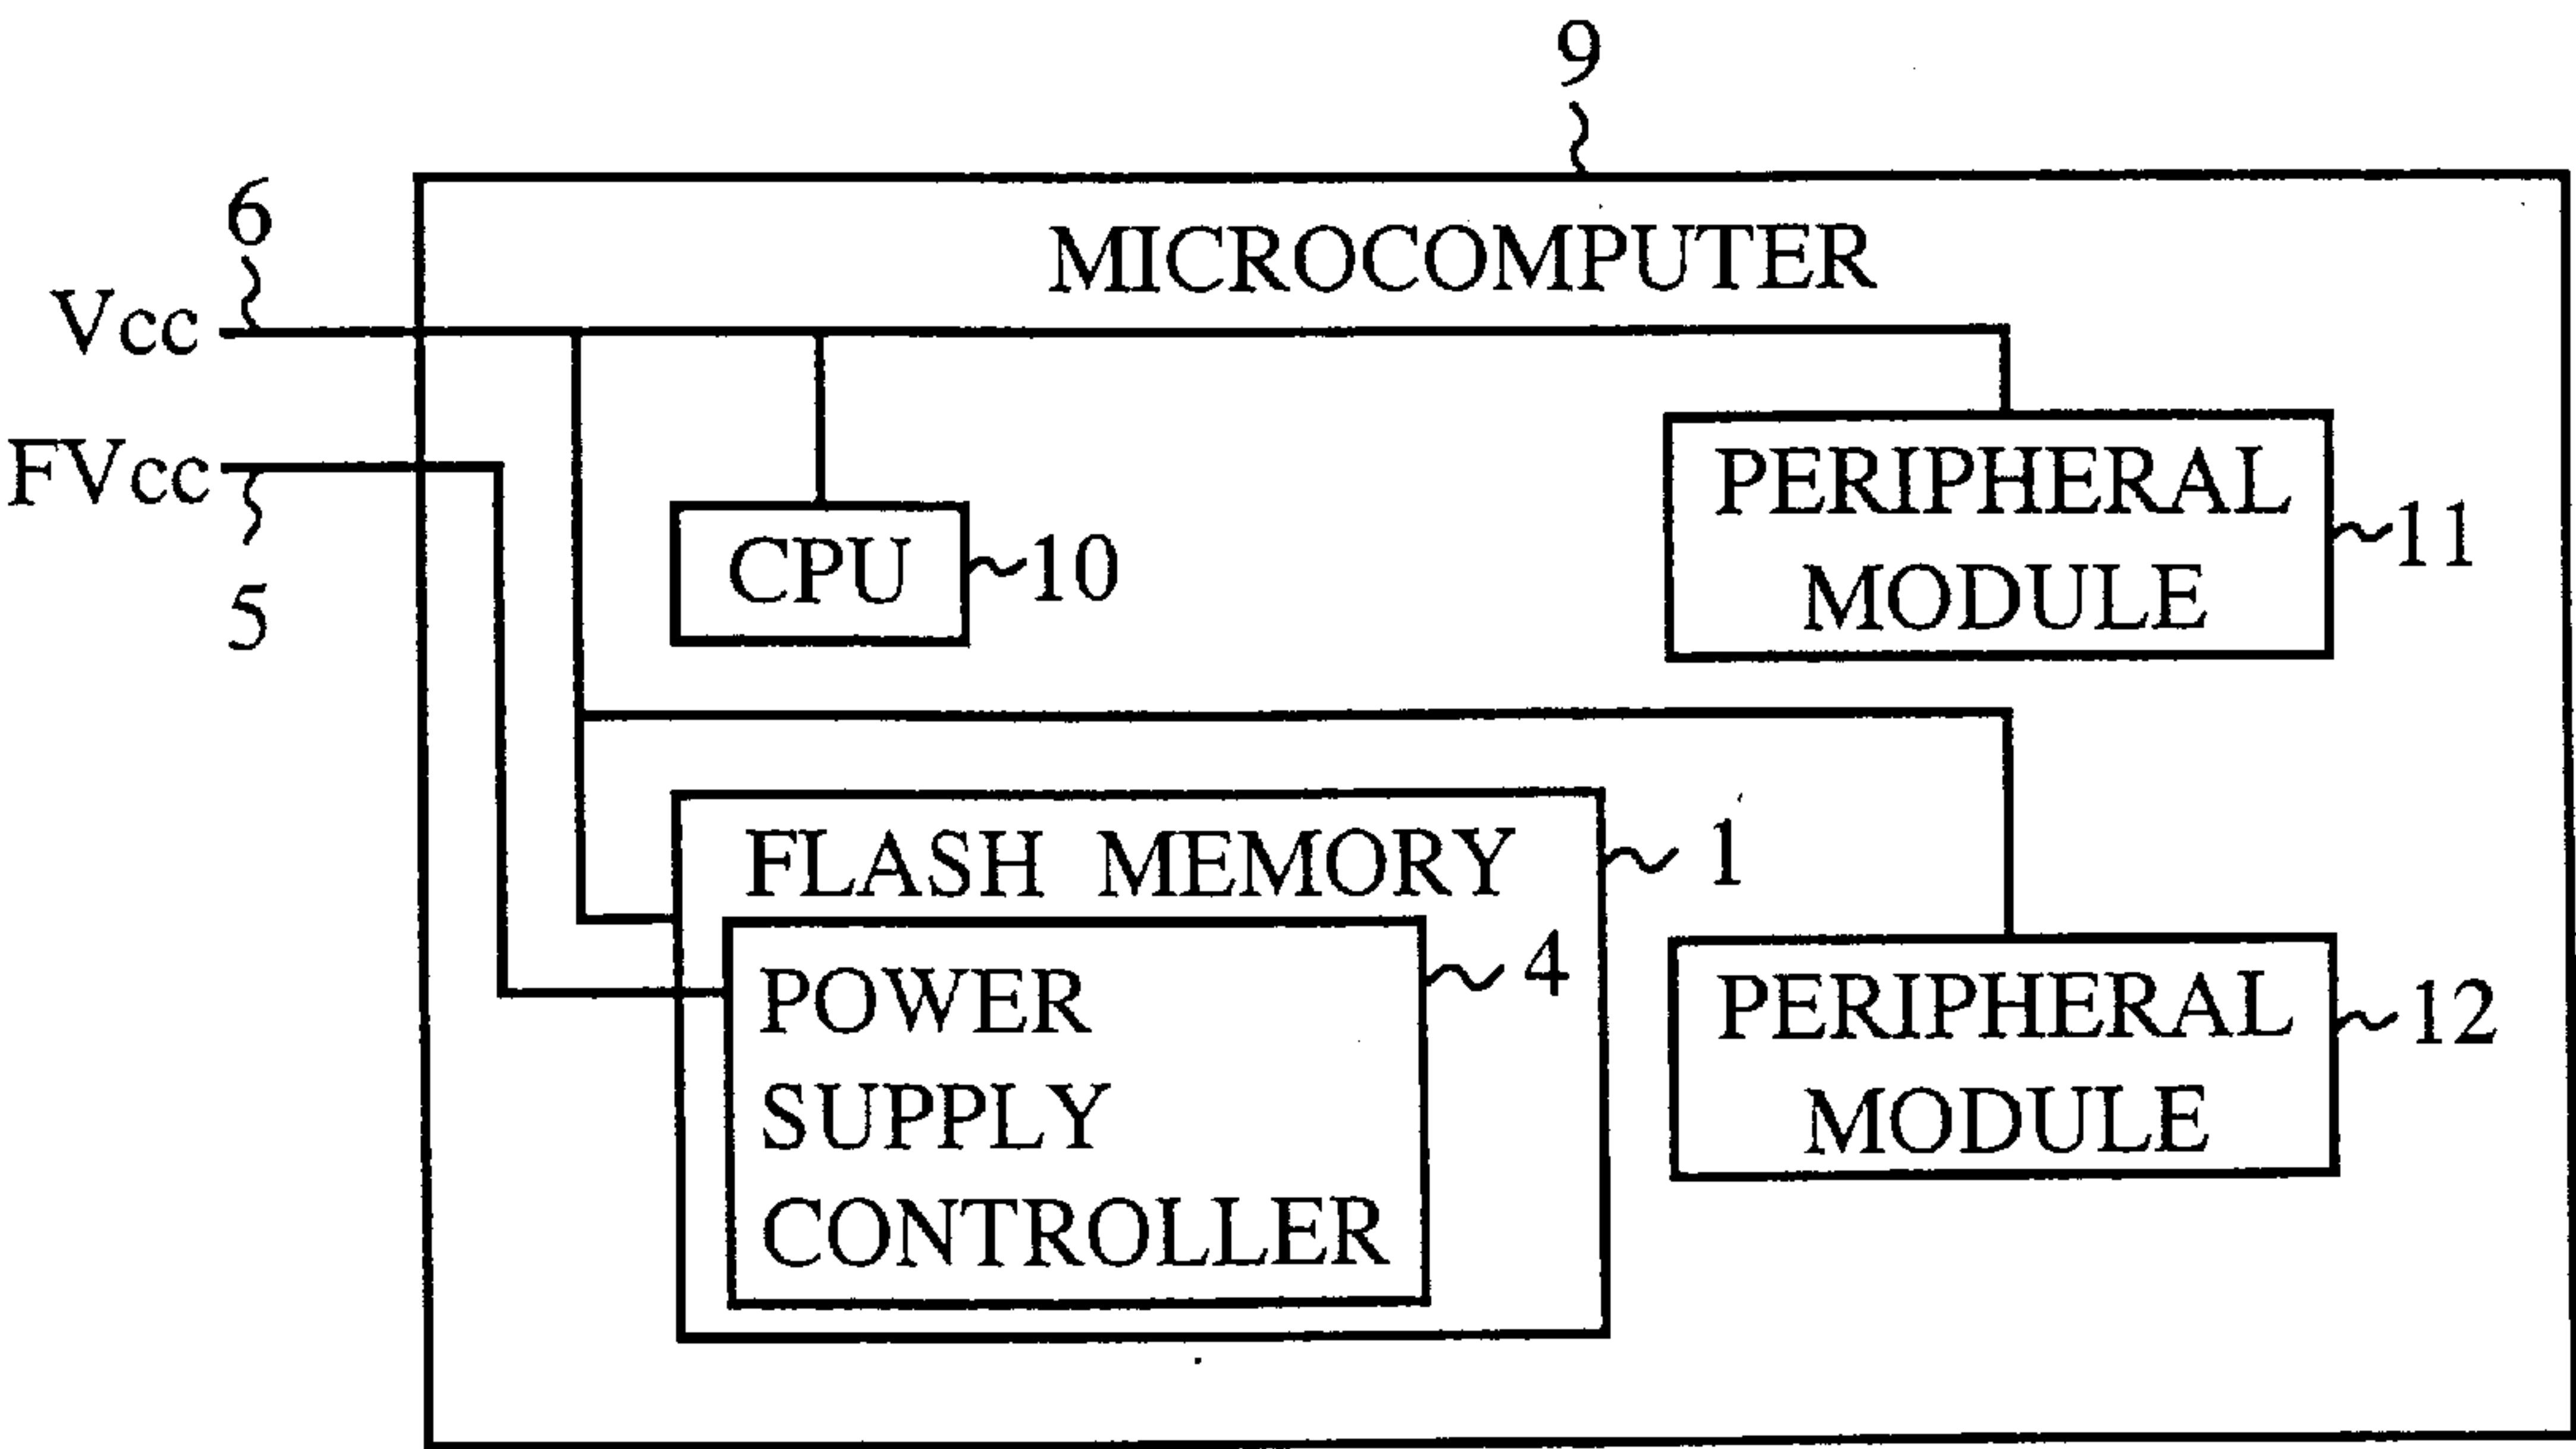 9
MICROCOMPUTER
6
Vcc
FVcc
5
CPU
10
PERIPHERAL
MODULE
11
FLASH MEMORY
1
POWER
SUPPLY
CONTROLLER
4
PERIPHERAL
MODULE
12